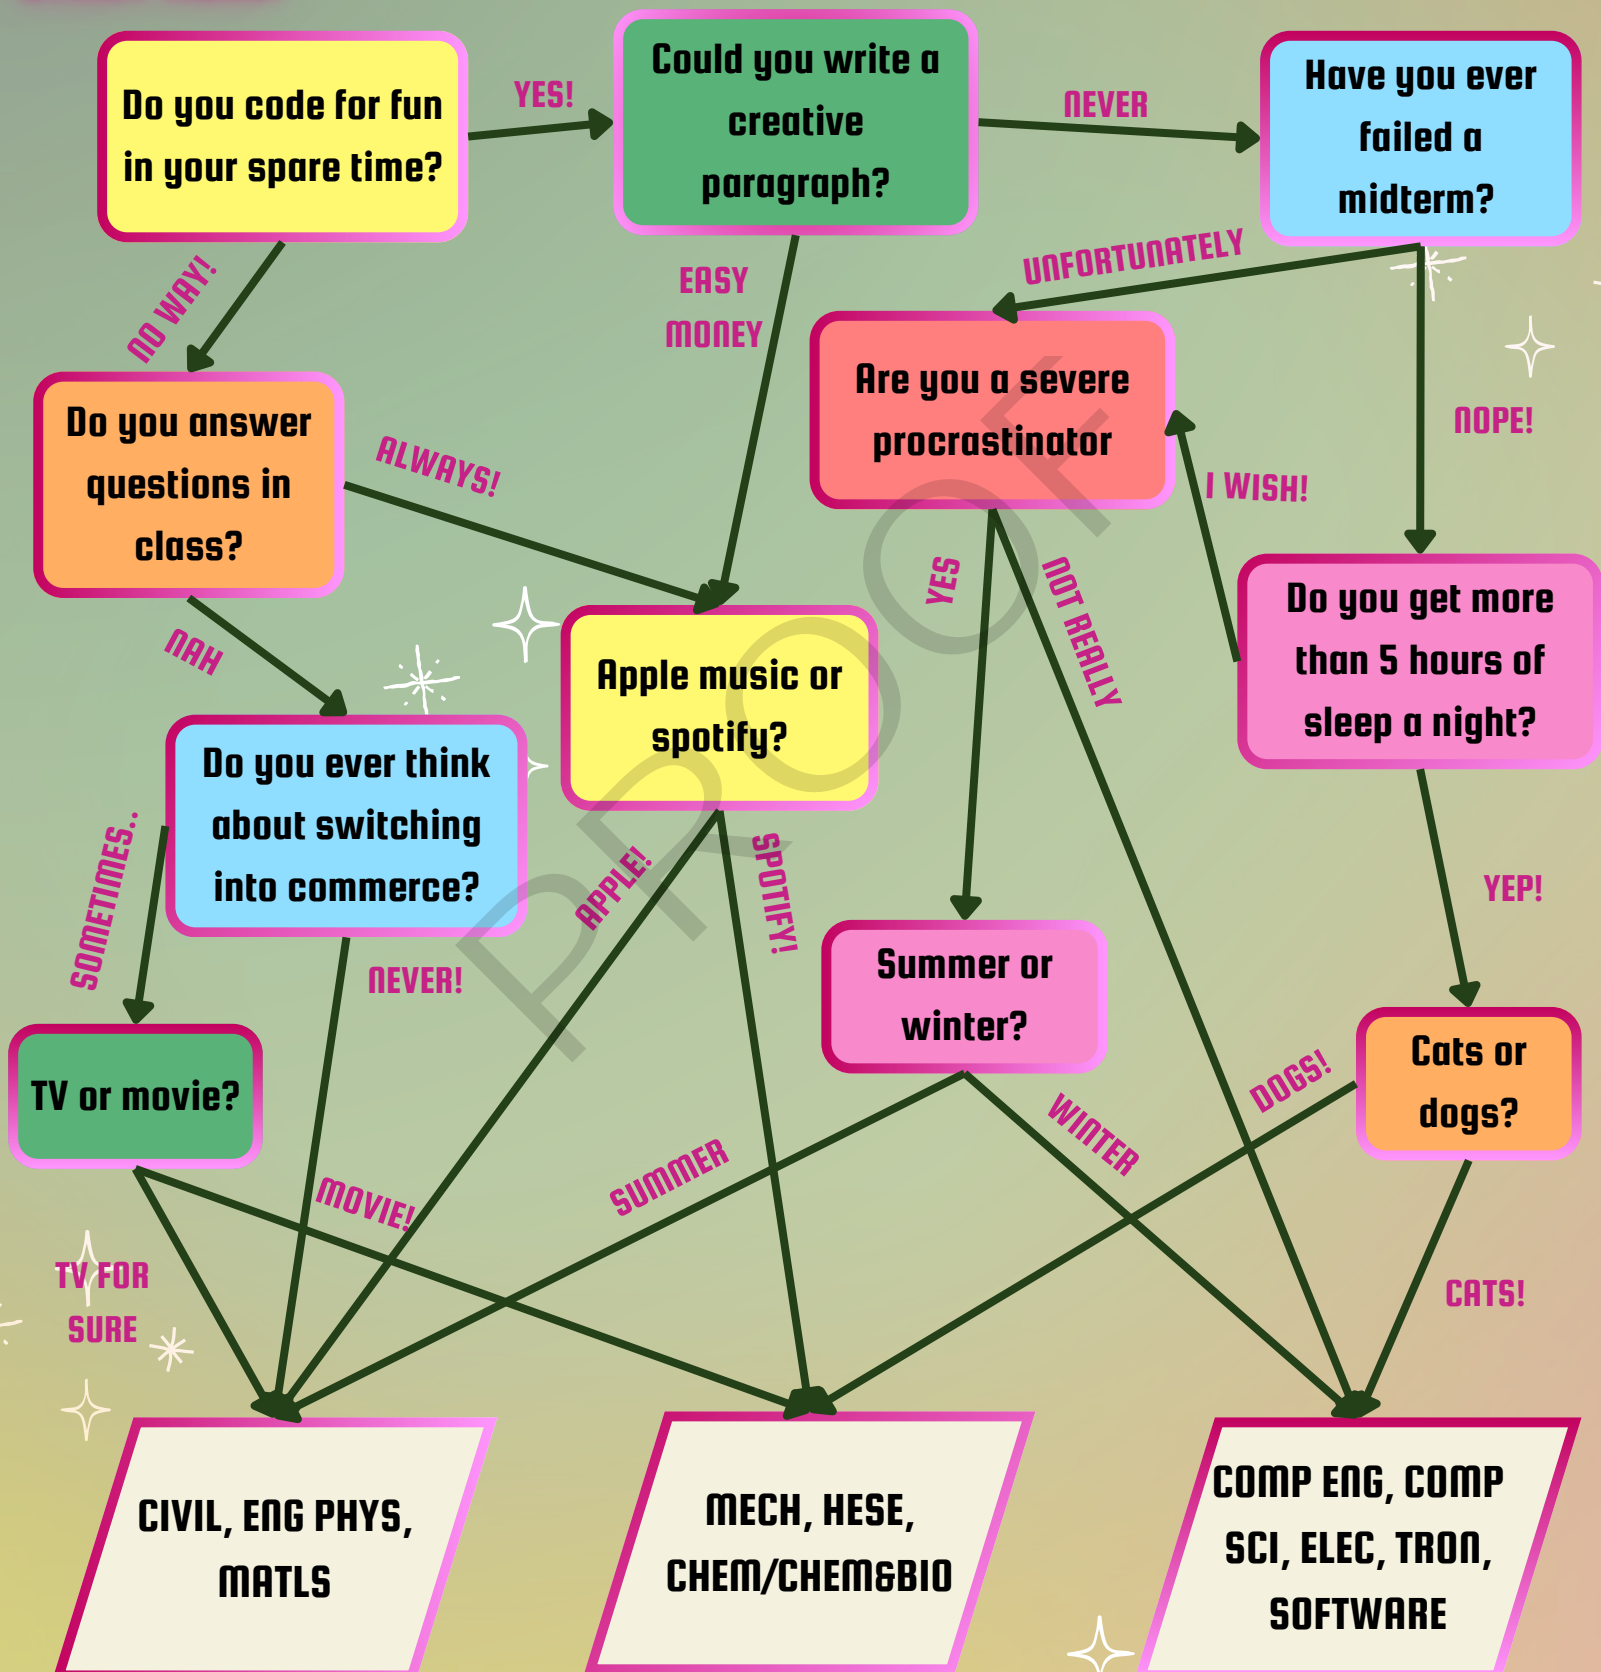 Do you code for fun
in your spare time?
YES!
Could you write a
creative
paragraph?
NEVER
Have you ever
failed a
midterm?
NO WAY!
EASY
MONEY
UNFORTUNATELY
NOPE!
Do you answer
questions in
class?
ALWAYS!
Are you a severe
procrastinator
I WISH!
NAH
Apple music or
spotify?
YES
NOT REALLY
Do you get more
than 5 hours of
sleep a night?
Do you ever think
about switching
into commerce?
SOMETIMES..
NEVER!
APPLE!
SPOTIFY!
YEP!
Summer or
winter?
TV or movie?
Cats or
dogs?
DOGS!
MOVIE!
SUMMER
WINTER
TV FOR
SURE
CATS!
CIVIL, ENG PHYS,
MATLS
MECH, HESE,
CHEM/CHEM&BIO
COMP ENG, COMP
SCI, ELEC, TRON,
SOFTWARE
PROOF